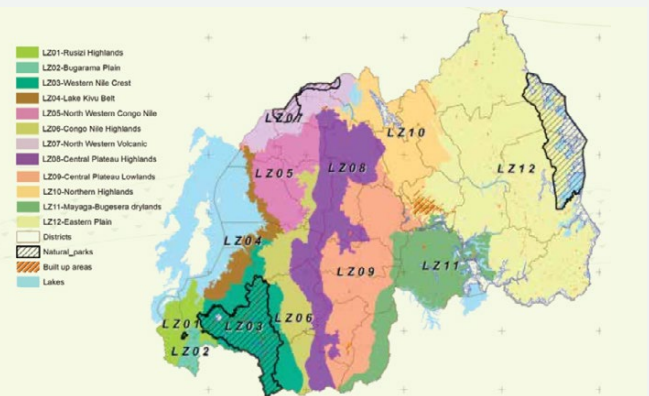 LZ01-Rusizi Highlands
LZ02-Bugarama Plain
LZ03-Western Nile Crest
LZ04-Lake Kivu Belt
LZ05-North Western Congo Nile
LZ06-Congo Nile Highlands
LZ07-North Western Volcanic
LZ08-Central Plateau Highlands
LZ09-Central Plateau Lowlands
LZ10-Northern Highlands
LZ11-Mayaga-Bugesera drylands
LZ12-Eastern Plain
Districts
Natural_parks
Built up areas
Lakes
LZ07
LZ10
LZ05
LZ08
LZ12
LZ04
LZ09
LZ11
LZ01
LZ03
LZ06
LZ02